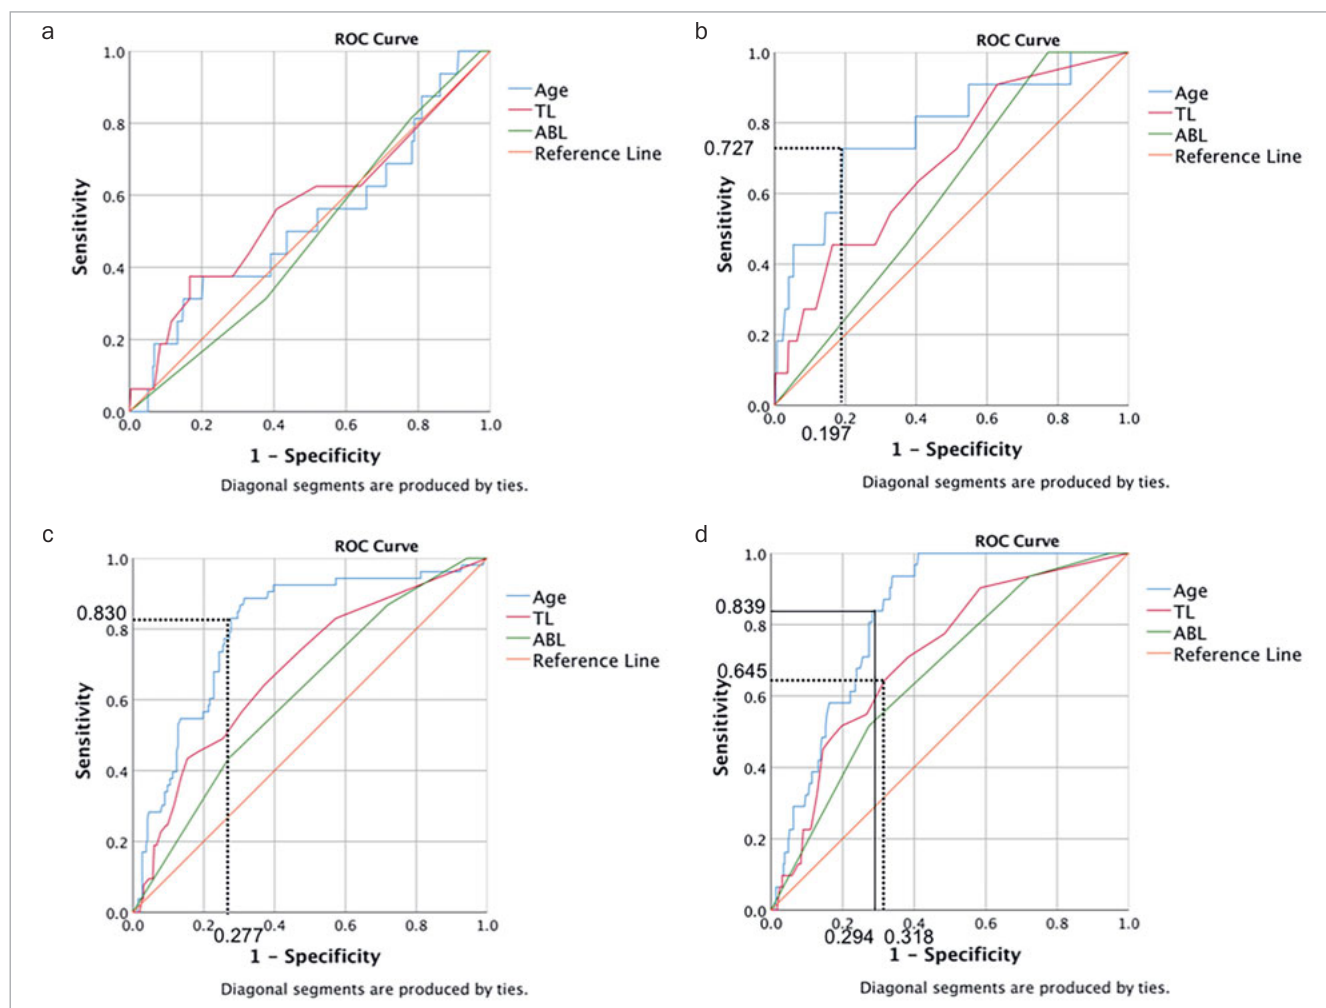 a
ROC Curve
1.0
0.8
0.6
0.4
0.2
0.0
0.0 0.2 0.4 0.6 0.8 1.0
Sensitivity
1 – Specificity
Age
TL
ABL
Reference Line
Diagonal segments are produced by ties.
b
ROC Curve
1.0
0.8
0.727
0.6
0.4
0.2
0.0
0.0 0.2 0.4 0.6 0.8 1.0
0.197
Sensitivity
1 – Specificity
Age
TL
ABL
Reference Line
Diagonal segments are produced by ties.
c
ROC Curve
1.0
0.830
0.8
0.6
0.4
0.2
0.0
0.0 0.2 0.4 0.6 0.8 1.0
0.277
Sensitivity
1 – Specificity
Age
TL
ABL
Reference Line
Diagonal segments are produced by ties.
d
ROC Curve
1.0
0.839
0.8
0.645
0.6
0.4
0.2
0.0
0.0 0.2 0.4 0.6 0.8 1.0
0.294 0.318
Sensitivity
1 – Specificity
Age
TL
ABL
Reference Line
Diagonal segments are produced by ties.